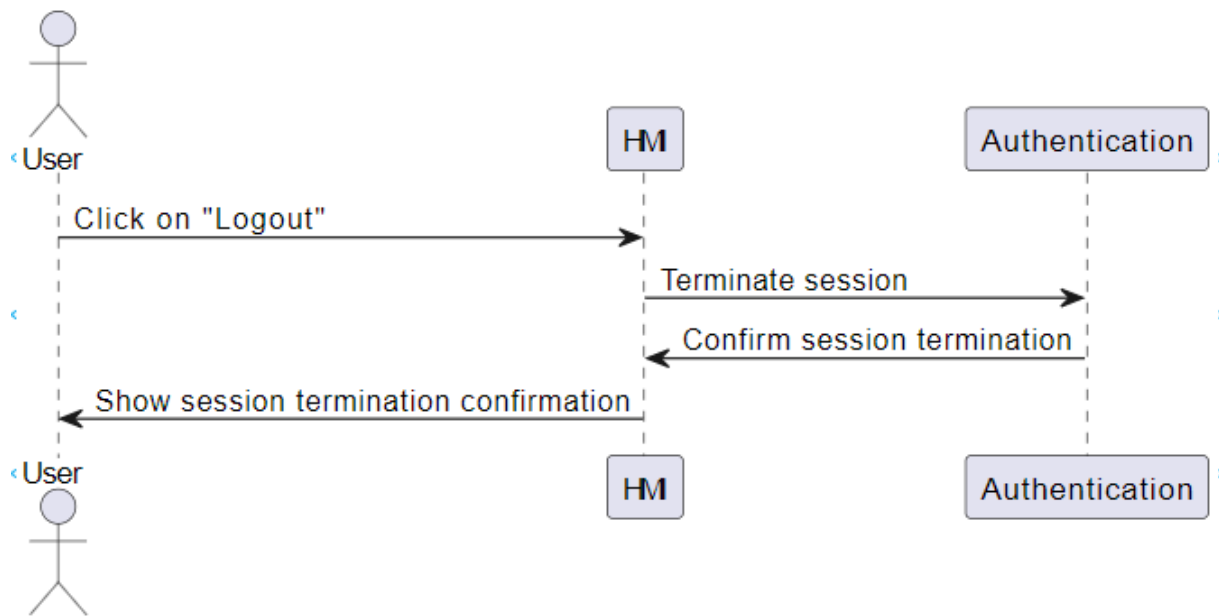 User
HMI
Authentication
Click on "Logout"
Terminate session
Confirm session termination
Show session termination confirmation
User
HMI
Authentication